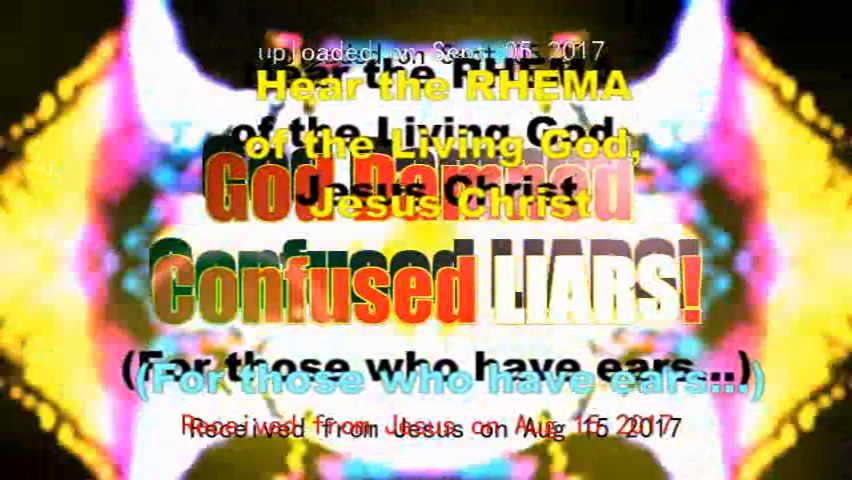 uploaded on Sept 05 2017
Hear the RHEMA
of the Living God,
God Damned
Jesus Christ
Confused LIARS!
(For those who have ears...)
Received from Jesus on Aug 15 2017